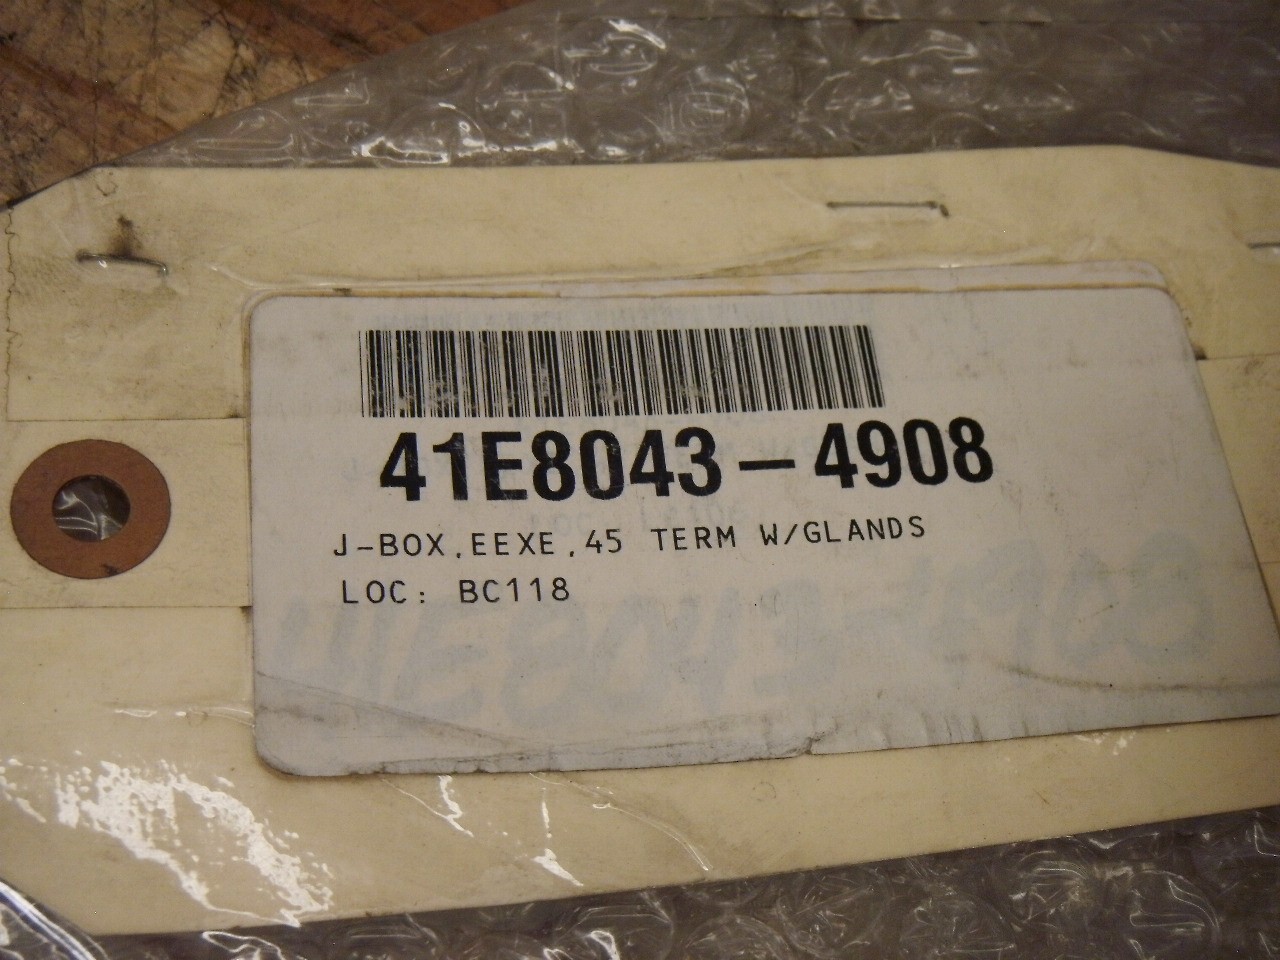 41E8043-4908
J-BOX,EEXE,45 TERM W/GLANDS
LOC: BC118